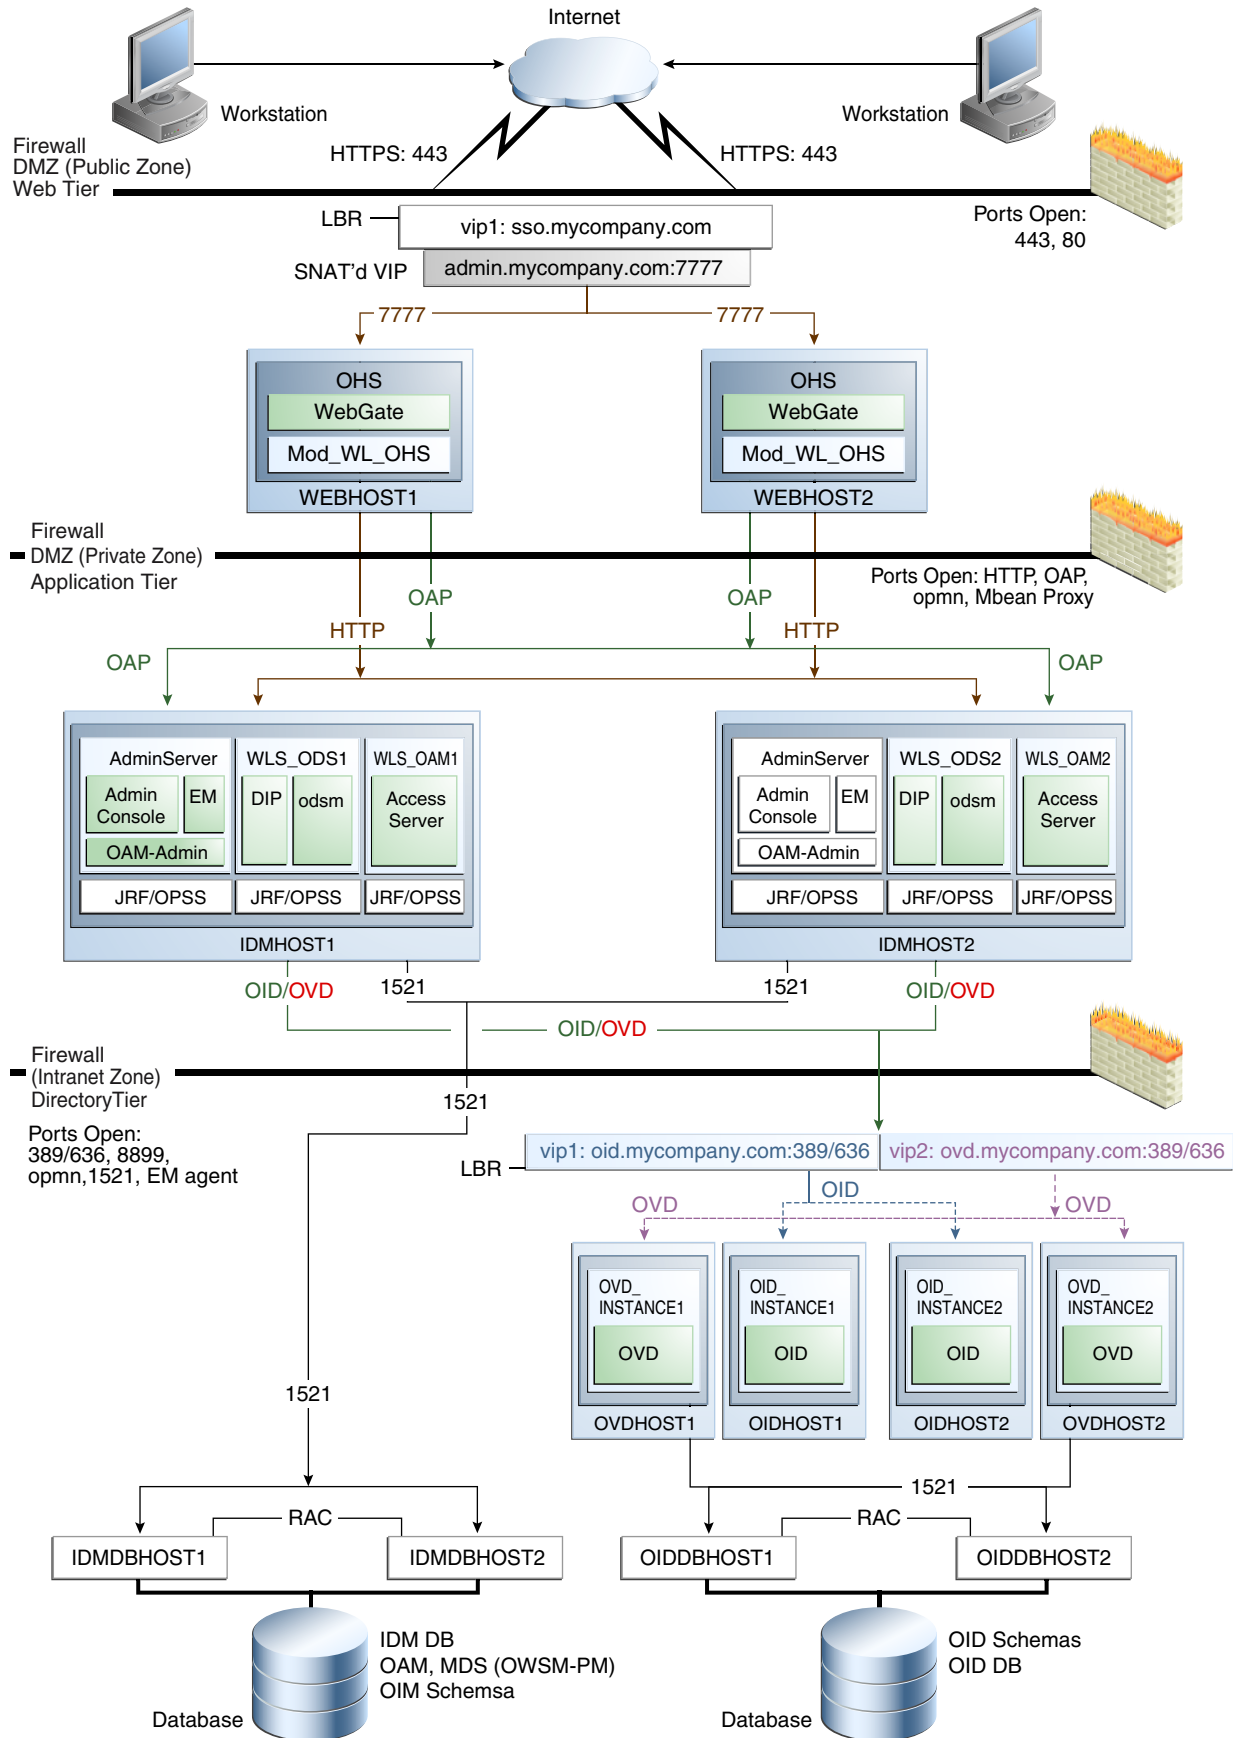 Internet
Workstation
Workstation
HTTPS: 443
HTTPS: 443
Firewall
DMZ (Public Zone)
Web Tier
Ports Open:
443, 80
LBR
vip1: sso.mycompany.com
SNAT'd VIP
admin.mycompany.com:7777
7777
7777
OHS
WebGate
Mod_WL_OHS
WEBHOST1
OHS
WebGate
Mod_WL_OHS
WEBHOST2
Firewall
DMZ (Private Zone)
Application Tier
Ports Open: HTTP, OAP,
opmn, Mbean Proxy
OAP
OAP
HTTP
HTTP
OAP
OAP
AdminServer
Admin
Console
EM
OAM-Admin
WLS_ODS1
DIP
odsm
WLS_OAM1
Access
Server
JRF/OPSS
JRF/OPSS
JRF/OPSS
IDMHOST1
AdminServer
Admin
Console
EM
OAM-Admin
WLS_ODS2
DIP
odsm
WLS_OAM2
Access
Server
JRF/OPSS
JRF/OPSS
JRF/OPSS
IDMHOST2
OID/OVD
1521
1521
OID/OVD
OID/OVD
Firewall
(Intranet Zone)
DirectoryTier
1521
Ports Open:
389/636, 8899,
opmn,1521, EM agent
LBR
vip1: oid.mycompany.com:389/636
vip2: ovd.mycompany.com:389/636
OID
OVD
OVD
OVD_
INSTANCE1
OVD
OVDHOST1
OID_
INSTANCE1
OID
OIDHOST1
OID_
INSTANCE2
OID
OIDHOST2
OVD_
INSTANCE2
OVD
OVDHOST2
1521
1521
RAC
RAC
IDMDBHOST1
IDMDBHOST2
OIDDBHOST1
OIDDBHOST2
IDM DB
OAM, MDS (OWSM-PM)
OIM Schemsa
Database
OID Schemas
OID DB
Database